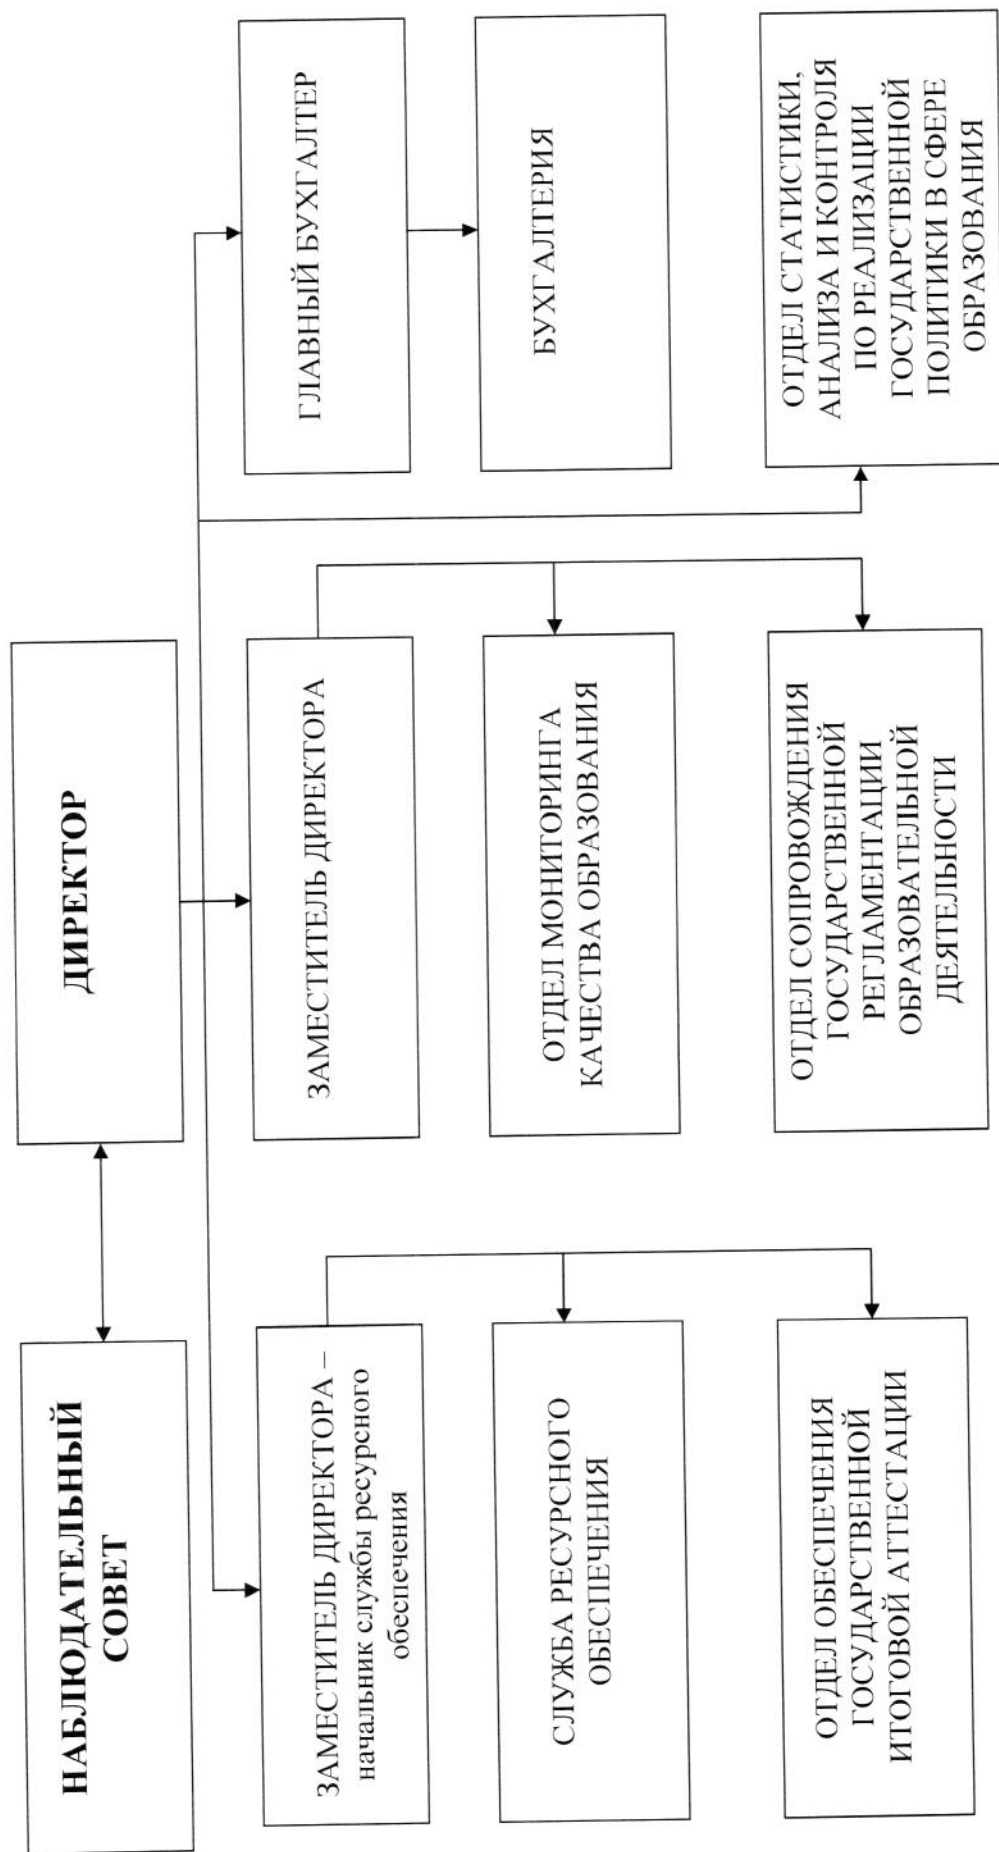 НАБЛЮДАТЕЛЬНЫЙ
СОВЕТ
ДИРЕКТОР
ЗАМЕСТИТЕЛЬ ДИРЕКТОРА –
начальник службы ресурсного
обеспечения
ЗАМЕСТИТЕЛЬ ДИРЕКТОРА
ГЛАВНЫЙ БУХГАЛТЕР
СЛУЖБА РЕСУРСНОГО
ОБЕСПЕЧЕНИЯ
ОТДЕЛ МОНИТОРИНГА
КАЧЕСТВА ОБРАЗОВАНИЯ
БУХГАЛТЕРИЯ
ОТДЕЛ ОБЕСПЕЧЕНИЯ
ГОСУДАРСТВЕННОЙ
ИТОГОВОЙ АТТЕСТАЦИИ
ОТДЕЛ СОПРОВОЖДЕНИЯ
ГОСУДАРСТВЕННОЙ
РЕГЛАМЕНТАЦИИ
ОБРАЗОВАТЕЛЬНОЙ
ДЕЯТЕЛЬНОСТИ
ОТДЕЛ СТАТИСТИКИ,
АНАЛИЗА И КОНТРОЛЯ
ПО РЕАЛИЗАЦИИ
ГОСУДАРСТВЕННОЙ
ПОЛИТИКИ В СФЕРЕ
ОБРАЗОВАНИЯ